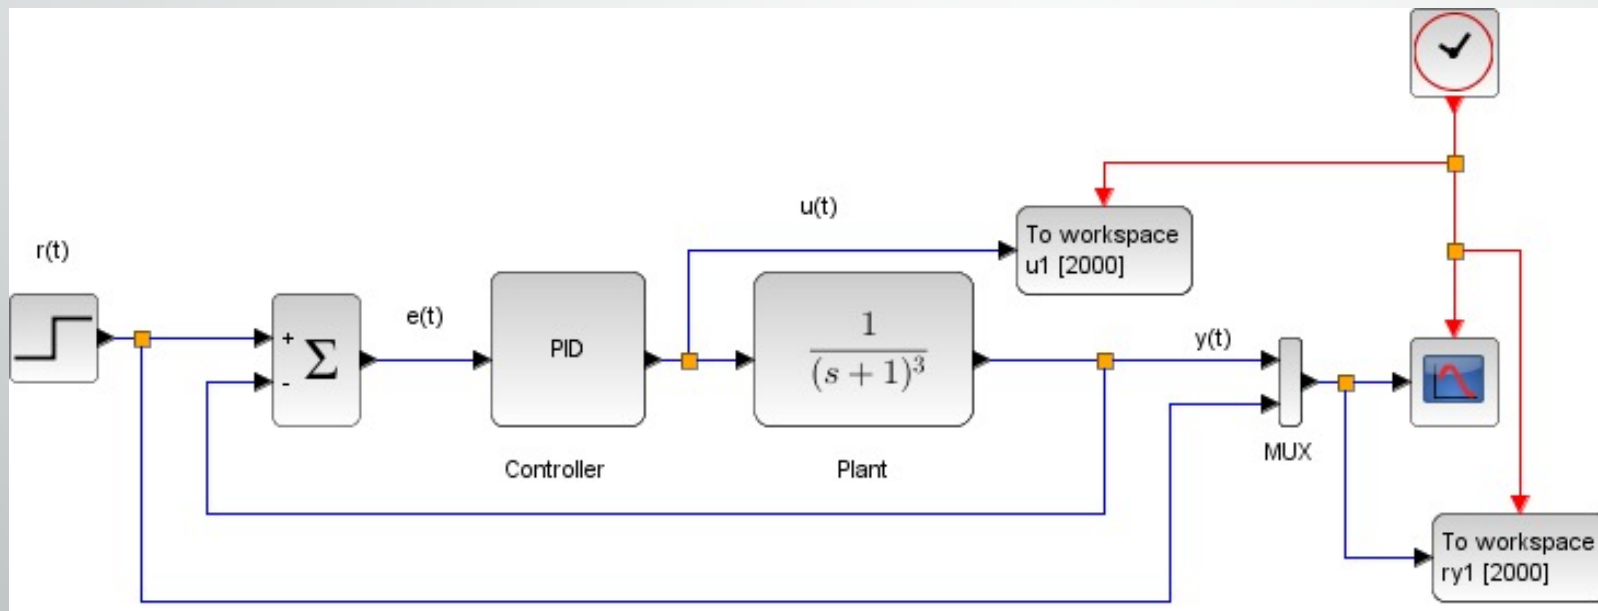 u(t)
To workspace
u1 [2000]
r(t)
e(t)
+
-
Σ
PID
1
(s + 1)³
y(t)
MUX
Controller
Plant
To workspace
ry1 [2000]